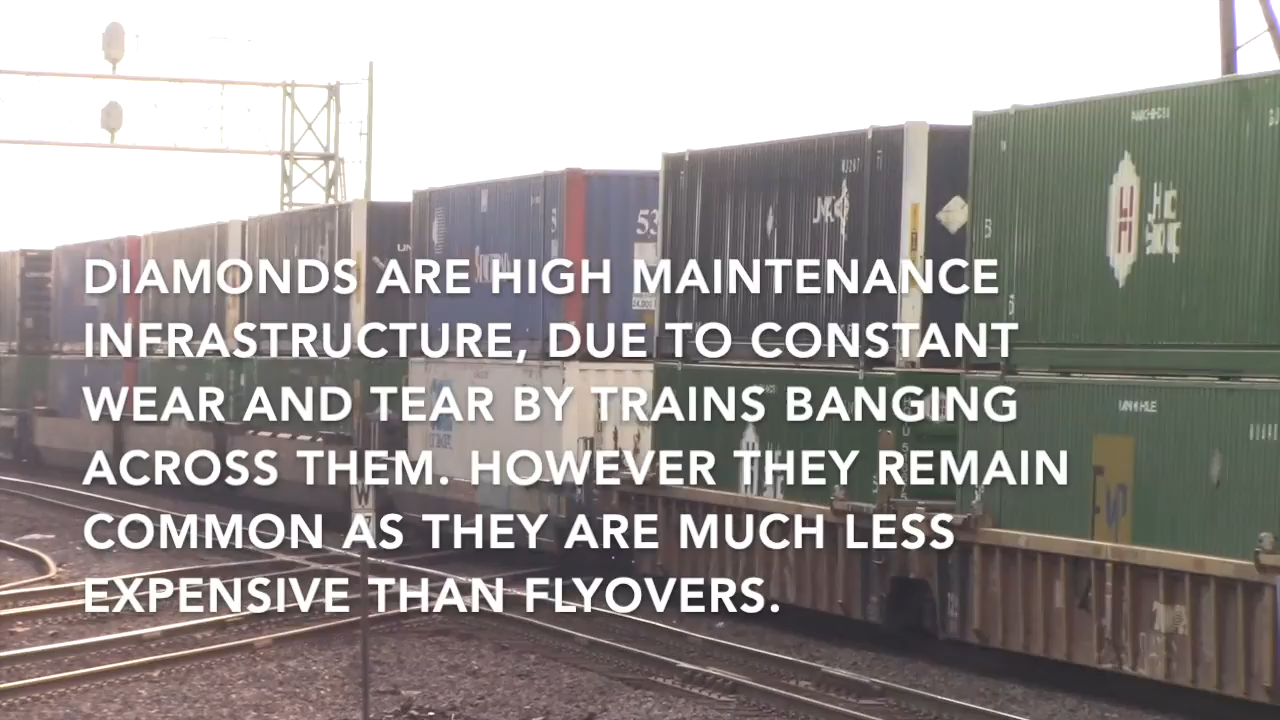 DIAMONDS ARE HIGH MAINTENANCE
INFRASTRUCTURE, DUE TO CONSTANT
WEAR AND TEAR BY TRAINS BANGING
ACROSS THEM. HOWEVER THEY REMAIN
COMMON AS THEY ARE MUCH LESS
EXPENSIVE THAN FLYOVERS.
53
W